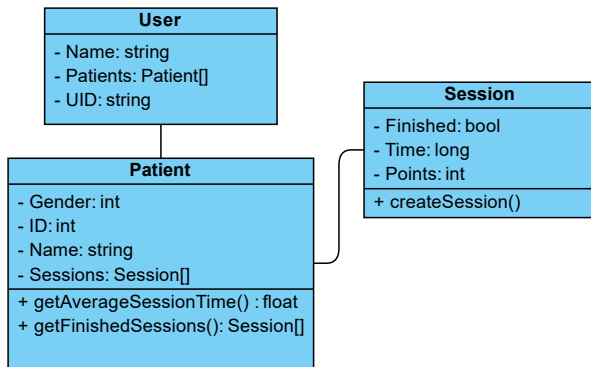 User
- Name: string
- Patients: Patient[]
- UID: string
Session
- Finished: bool
- Time: long
- Points: int
+ createSession()
Patient
- Gender: int
- ID: int
- Name: string
- Sessions: Session[]
+ getAverageSessionTime() : float
+ getFinishedSessions(): Session[]